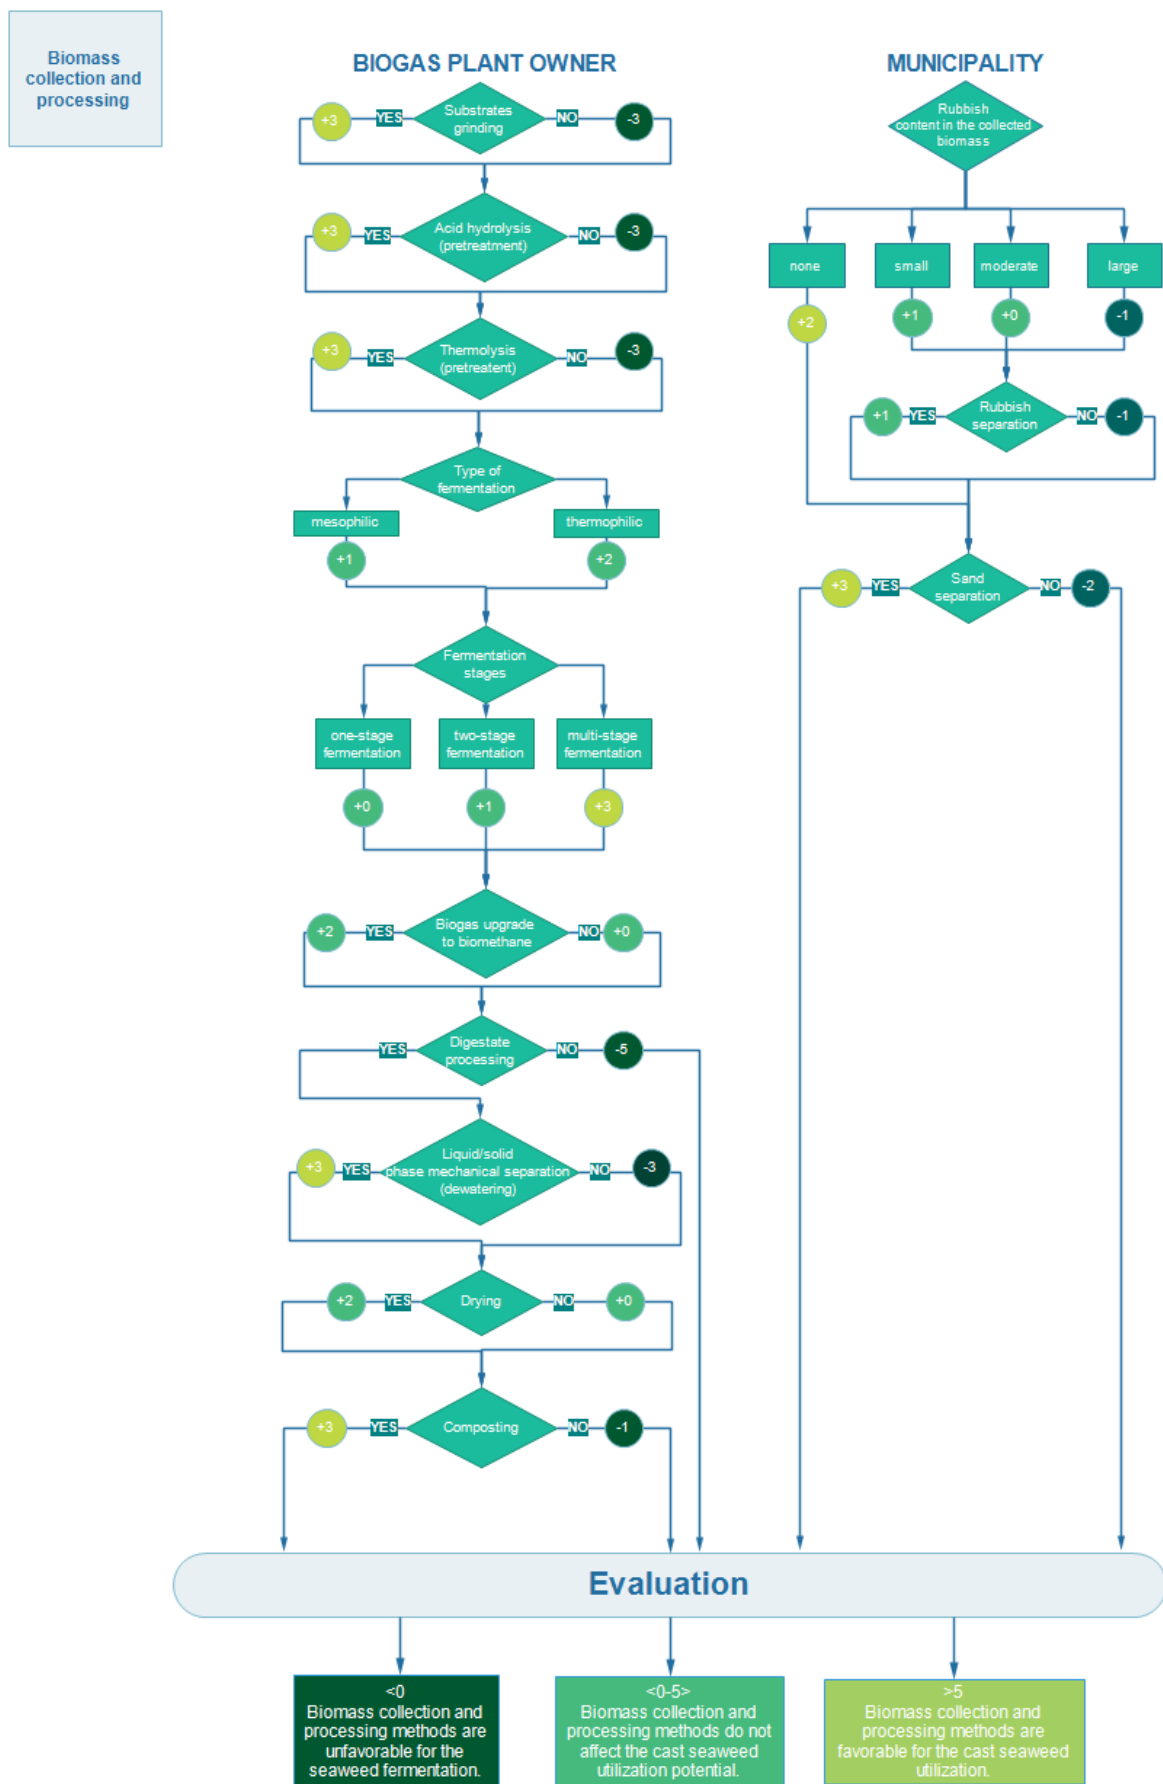 Biomass
collection and
processing
BIOGAS PLANT OWNER
Substrates
grinding
+3
YES
NO
-3
Acid hydrolysis
(pretreatment)
+3
YES
NO
-3
Thermolysis
(pretreatent)
+3
YES
NO
-3
Type of
fermentation
mesophilic
thermophilic
+1
+2
Fermentation
stages
one-stage
fermentation
two-stage
fermentation
multi-stage
fermentation
+0
+1
+3
Biogas upgrade
to biomethane
+2
YES
NO
+0
Digestate
processing
YES
NO
-5
Liquid/solid
phase mechanical separation
(dewatering)
+3
YES
NO
-3
Drying
+2
YES
NO
+0
Composting
+3
YES
NO
-1
MUNICIPALITY
Rubbish
content in the collected
biomass
none
small
moderate
large
+2
+1
+0
-1
Rubbish
separation
+1
YES
NO
-1
Sand
separation
+3
YES
NO
-2
Evaluation
<0
Biomass collection and
processing methods are
unfavorable for the
seaweed fermentation.
<0-5>
Biomass collection and
processing methods do not
affect the cast seaweed
utilization potential.
>5
Biomass collection and
processing methods are
favorable for the cast seaweed
utilization.